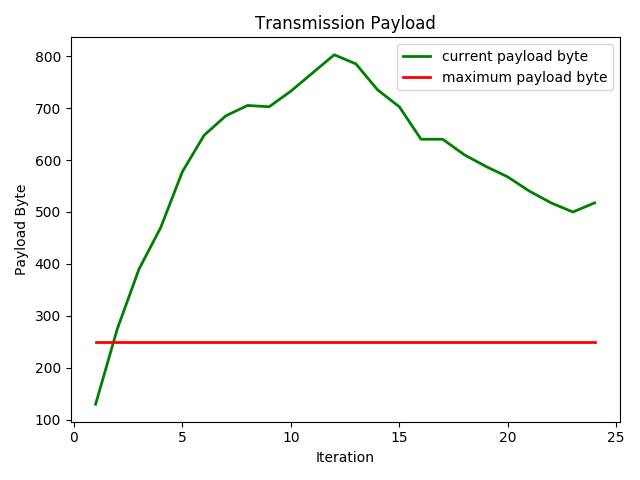 Transmission Payload
current payload byte
maximum payload byte
Payload Byte
800
700
600
500
400
300
200
100
0 5 10 15 20 25
Iteration